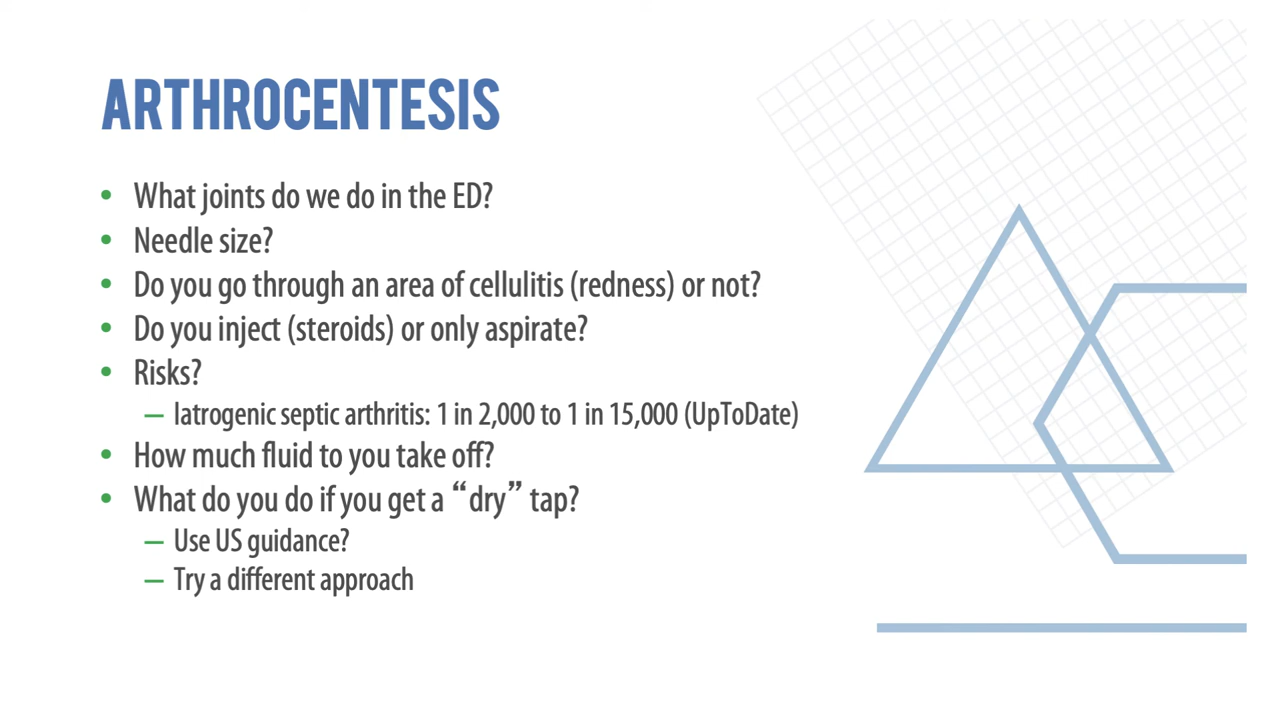 ARTHROCENTESIS
• What joints do we do in the ED?
• Needle size?
• Do you go through an area of cellulitis (redness) or not?
• Do you inject (steroids) or only aspirate?
• Risks?
– Iatrogenic septic arthritis: 1 in 2,000 to 1 in 15,000 (UpToDate)
• How much fluid to you take off?
• What do you do if you get a “dry” tap?
– Use US guidance?
– Try a different approach